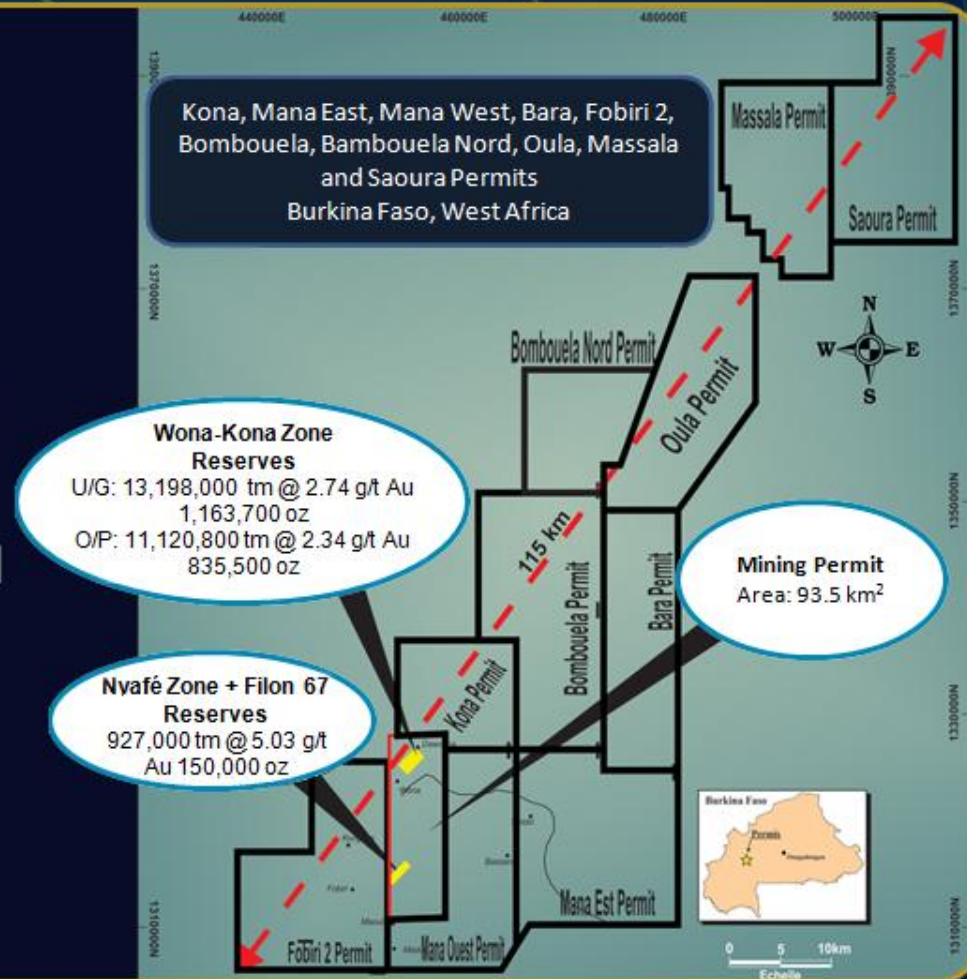 440000E
460000E
480000E
500000E
390000N
Kona, Mana East, Mana West, Bara, Fobiri 2,
Bombouela, Bambouela Nord, Oula, Massala
and Saoura Permits
Burkina Faso, West Africa
Massala Permit
Saoura Permit
1370000N
1370000N
N
W
E
S
Bombouela Nord Permit
Oula Permit
Wona-Kona Zone
Reserves
U/G: 13,198,000 tm @ 2.74 g/t Au
1,163,700 oz
O/P: 11,120,800 tm @ 2.34 g/t Au
835,500 oz
1350000N
115 km
Bombouela Permit
Bara Permit
Mining Permit
Area: 93.5 km²
Kona Permit
Nyafé Zone + Filon 67
Reserves
927,000 tm @ 5.03 g/t
Au 150,000 oz
1330000N
Burkina Faso
Permis
Ouagadougou
Fobiri
Mana Est Permit
Fobiri 2 Permit
Mana Ouest Permit
1310000N
1310000N
0 5 10km
Echelle